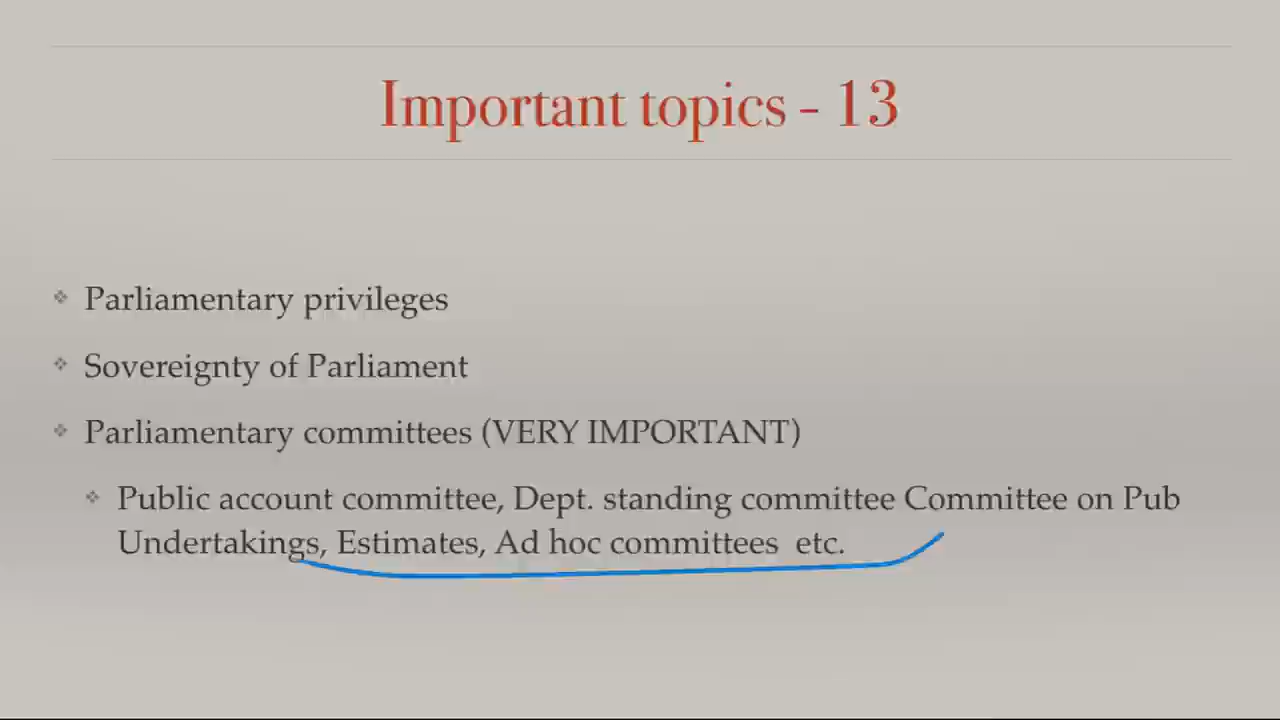 Important topics - 13
Parliamentary privileges
Sovereignty of Parliament
Parliamentary committees (VERY IMPORTANT)
Public account committee, Dept. standing committee Committee on Pub
Undertakings, Estimates, Ad hoc committees etc.